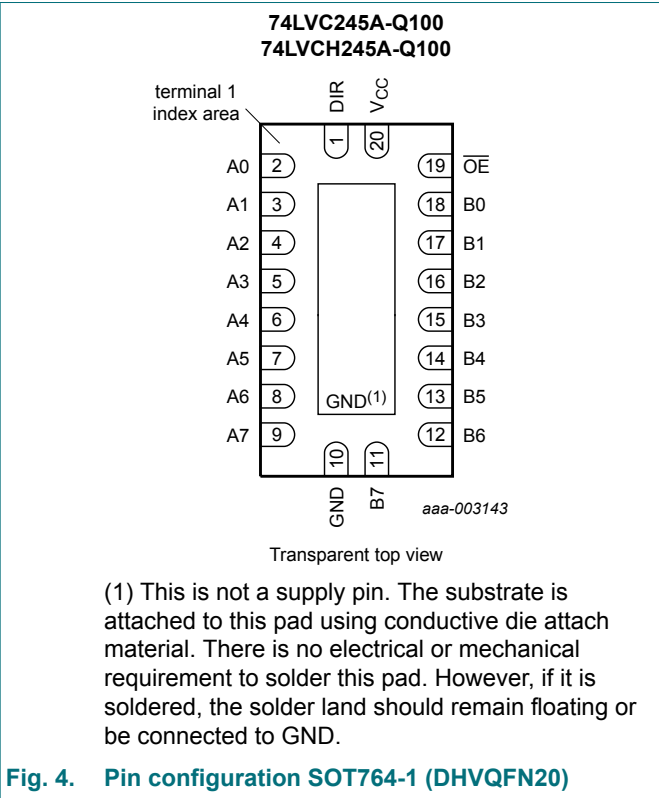 74LVC245A-Q100
74LVCH245A-Q100
terminal 1
index area
DIR
VCC
1
20
A0 2
19 OE
A1 3
18 B0
A2 4
17 B1
A3 5
16 B2
A4 6
15 B3
A5 7
14 B4
A6 8
GND(1)
13 B5
A7 9
12 B6
10
11
GND
B7
aaa-003143
Transparent top view
(1) This is not a supply pin. The substrate is
attached to this pad using conductive die attach
material. There is no electrical or mechanical
requirement to solder this pad. However, if it is
soldered, the solder land should remain floating or
be connected to GND.
Fig. 4. Pin configuration SOT764-1 (DHVQFN20)